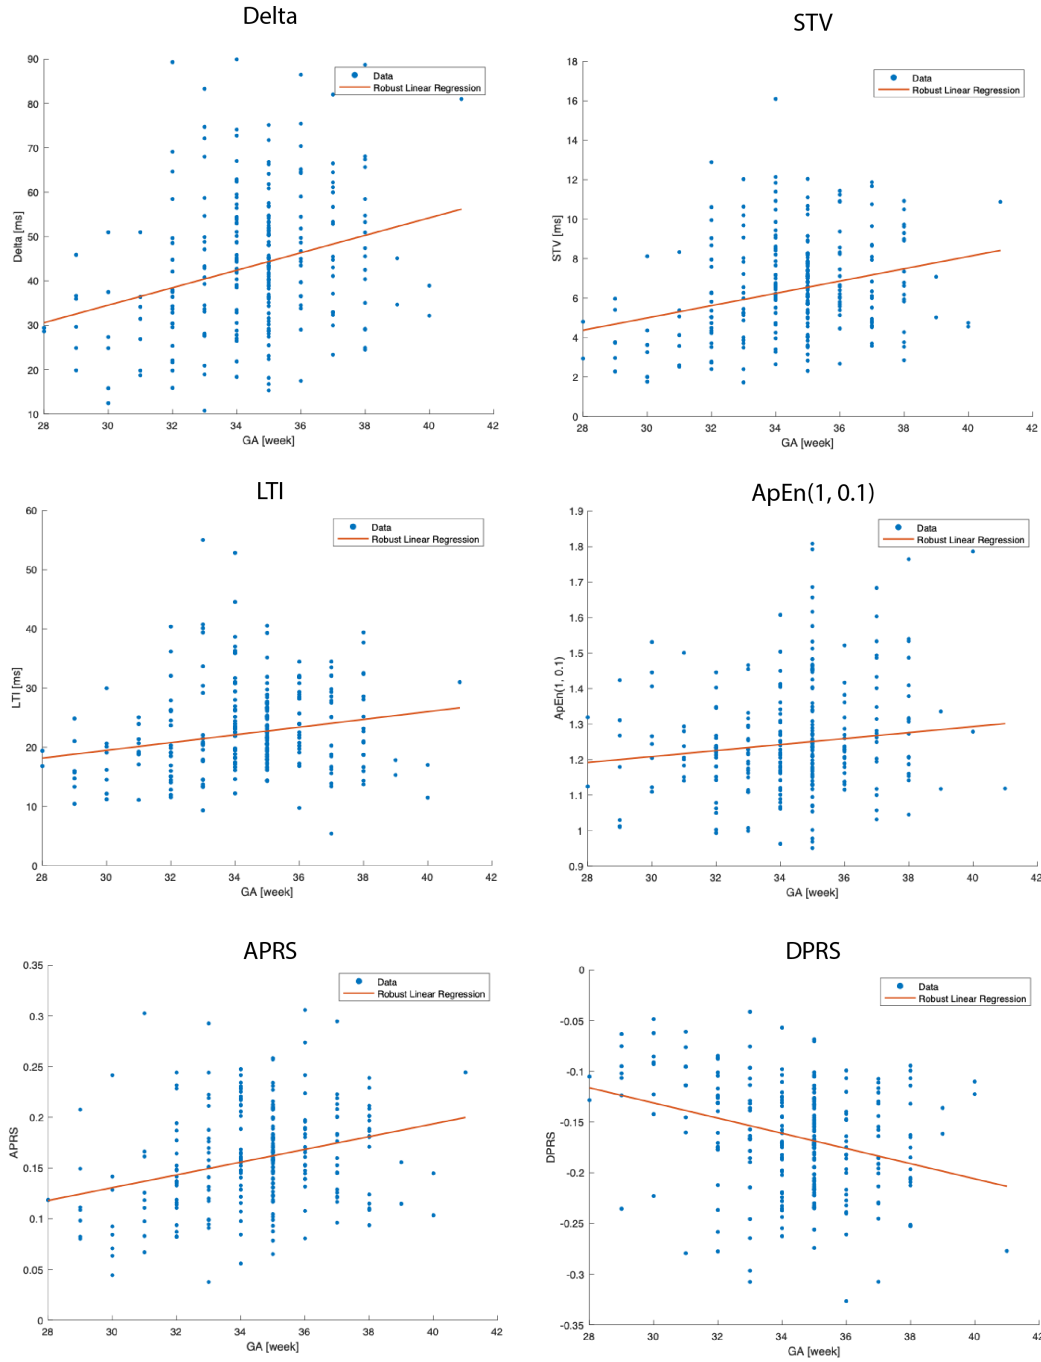 Delta
90
80
70
60
50
40
30
20
10
Delta [ms]
28 30 32 34 36 38 40 42
GA [week]
Data
Robust Linear Regression
STV
18
16
14
12
10
8
6
4
2
0
STV [ms]
28 30 32 34 36 38 40 42
GA [week]
Data
Robust Linear Regression
LTI
60
50
40
30
20
10
0
LTI [ms]
28 30 32 34 36 38 40 42
GA [week]
Data
Robust Linear Regression
ApEn(1, 0.1)
1.9
1.8
1.7
1.6
1.5
1.4
1.3
1.2
1.1
1
0.9
ApEn(1, 0.1)
28 30 32 34 36 38 40 42
GA [week]
Data
Robust Linear Regression
APRS
0.35
0.3
0.25
0.2
0.15
0.1
0.05
0
APRS
28 30 32 34 36 38 40 42
GA [week]
Data
Robust Linear Regression
DPRS
0
-0.05
-0.1
-0.15
-0.2
-0.25
-0.3
-0.35
DPRS
28 30 32 34 36 38 40
GA [week]
Data
Robust Linear Regression